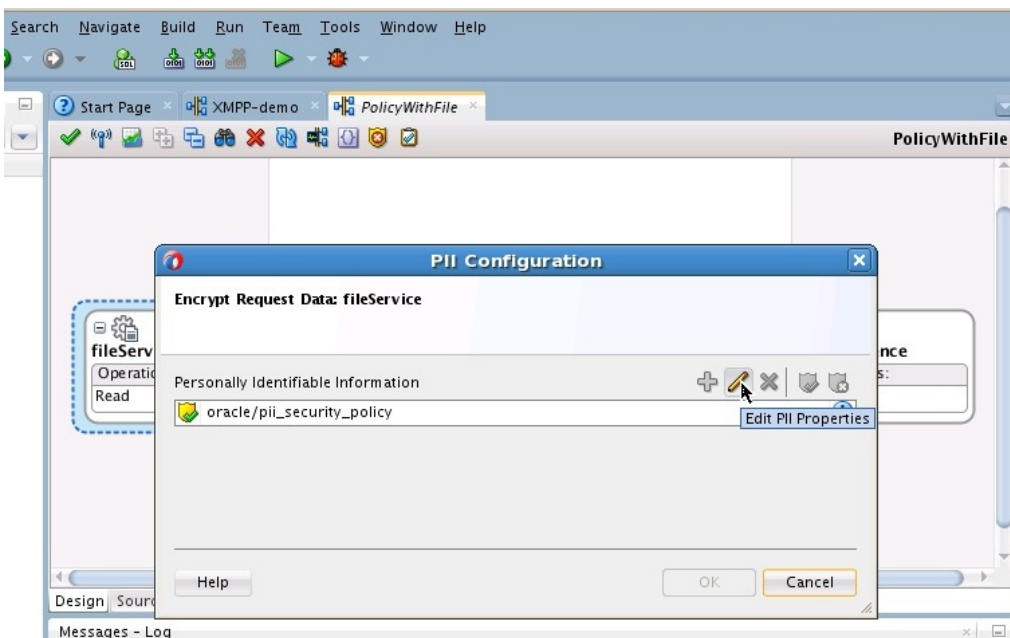 Search Navigate Build Run Team Tools Window Help
Start Page XMPP-demo PolicyWithFile
PolicyWithFile
PII Configuration
Encrypt Request Data: fileService
fileServ
nce
Operatio
s:
Read
Personally Identifiable Information
oracle/pii_security_policy
Edit PII Properties
Help OK Cancel
Design Sourc
Messages - Log